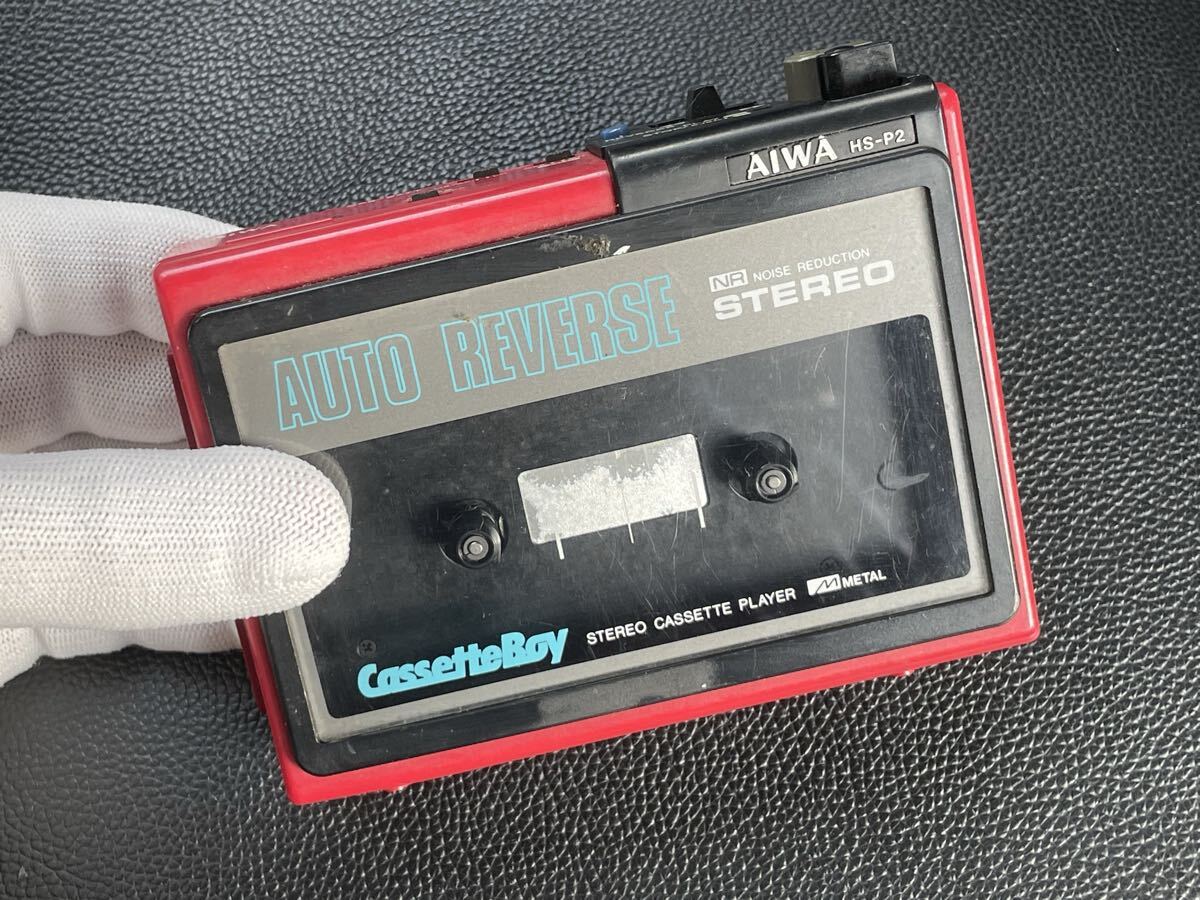 AIWA HS-P2
NR NOISE REDUCTION
STEREO
AUTO REVERSE
CassetteBoy STEREO CASSETTE PLAYER METAL